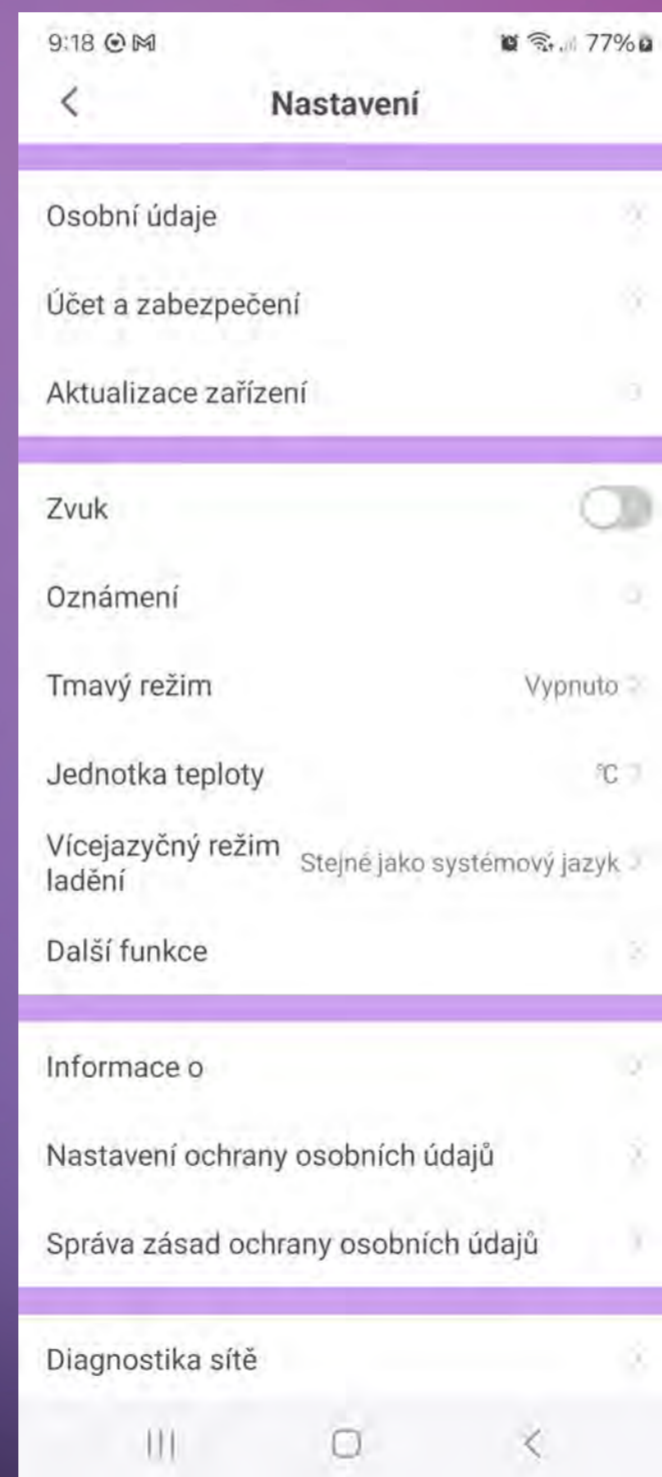 9:18
77%
Nastavení
Osobní údaje
Účet a zabezpečení
Aktualizace zařízení
Zvuk
Oznámení
Tmavý režim
Vypnuto
Jednotka teploty
°C
Vícejazyčný režim
ladění
Stejné jako systémový jazyk
Další funkce
Informace o
Nastavení ochrany osobních údajů
Správa zásad ochrany osobních údajů
Diagnostika sítě